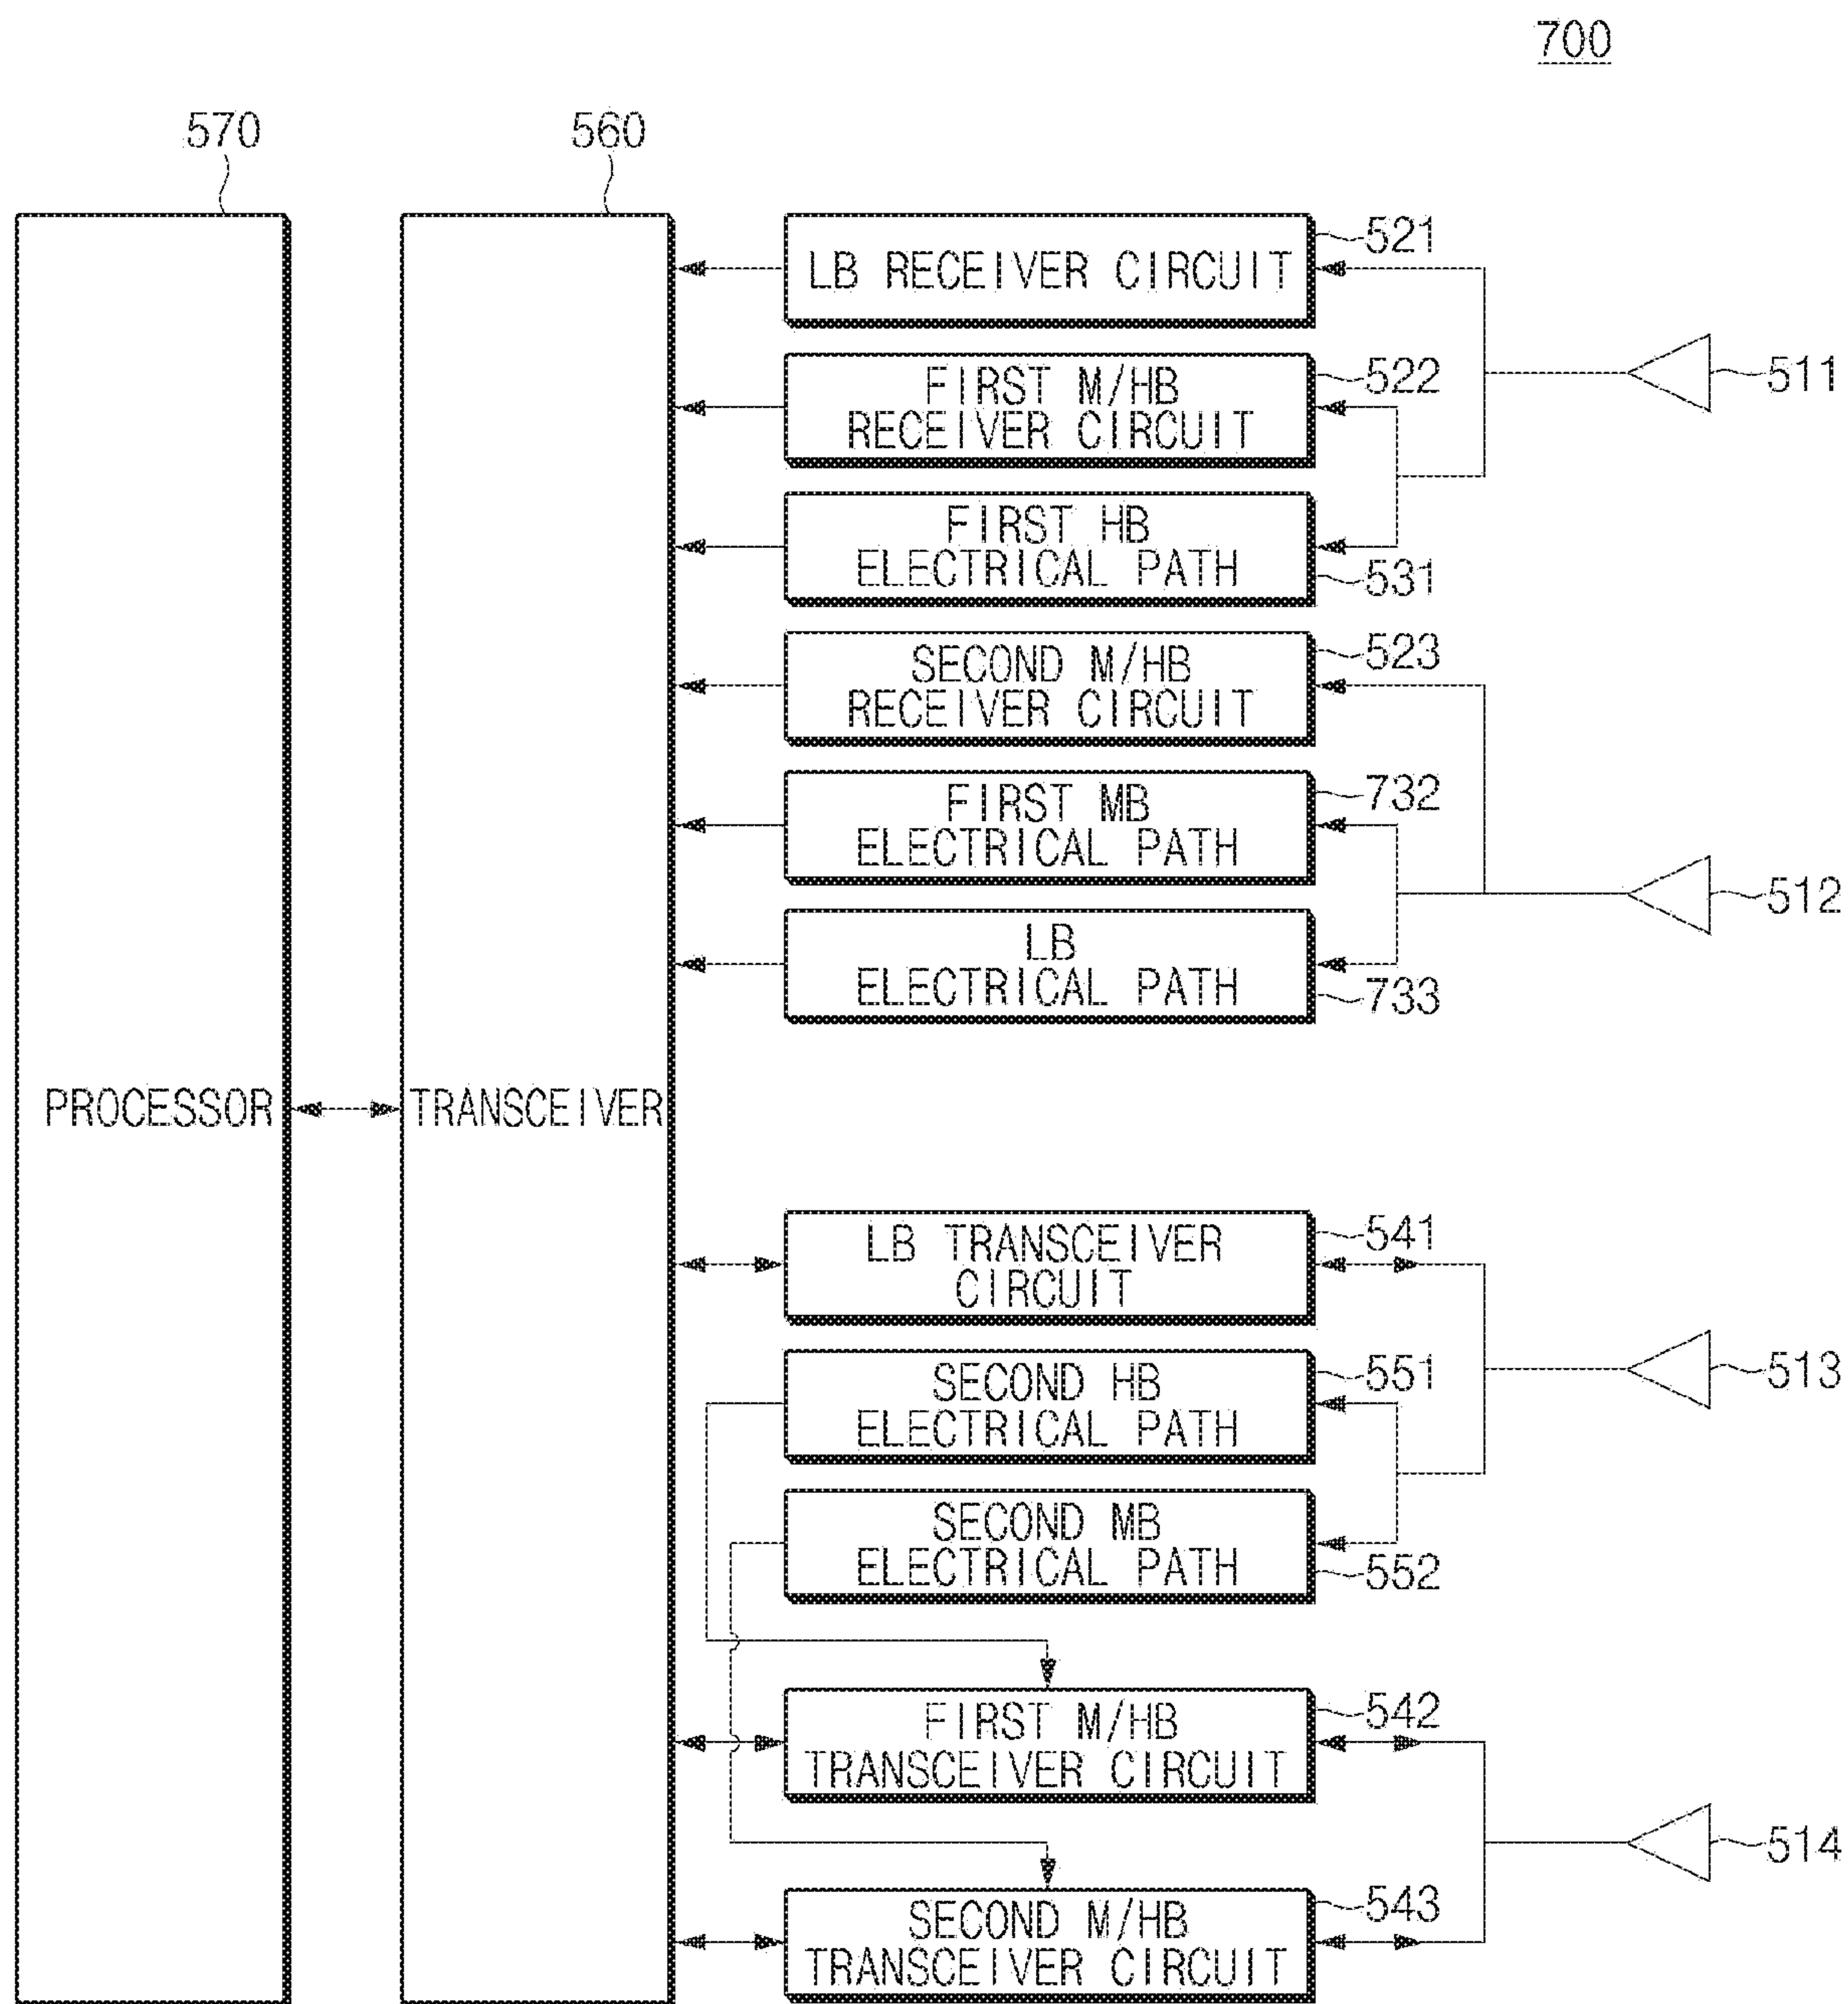 700
570
560
521
LB RECEIVER CIRCUIT
522
FIRST M/HB
RECEIVER CIRCUIT
511
FIRST HB
ELECTRICAL PATH
531
523
SECOND M/HB
RECEIVER CIRCUIT
732
FIRST MB
ELECTRICAL PATH
512
LB
ELECTRICAL PATH
733
PROCESSOR
TRANSCEIVER
541
LB TRANSCEIVER
CIRCUIT
551
SECOND HB
ELECTRICAL PATH
513
SECOND MB
ELECTRICAL PATH
552
542
FIRST M/HB
TRANSCEIVER CIRCUIT
514
543
SECOND M/HB
TRANSCEIVER CIRCUIT